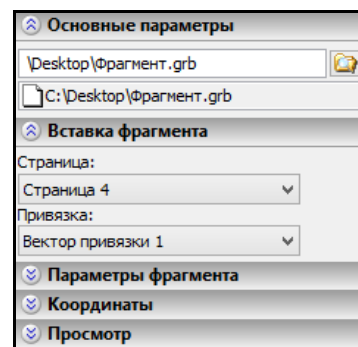 Основные параметры
\Desktop\Фрагмент.grb
C:\Desktop\Фрагмент.grb
Вставка фрагмента
Страница:
Страница 4
Привязка:
Вектор привязки 1
Параметры фрагмента
Координаты
Просмотр